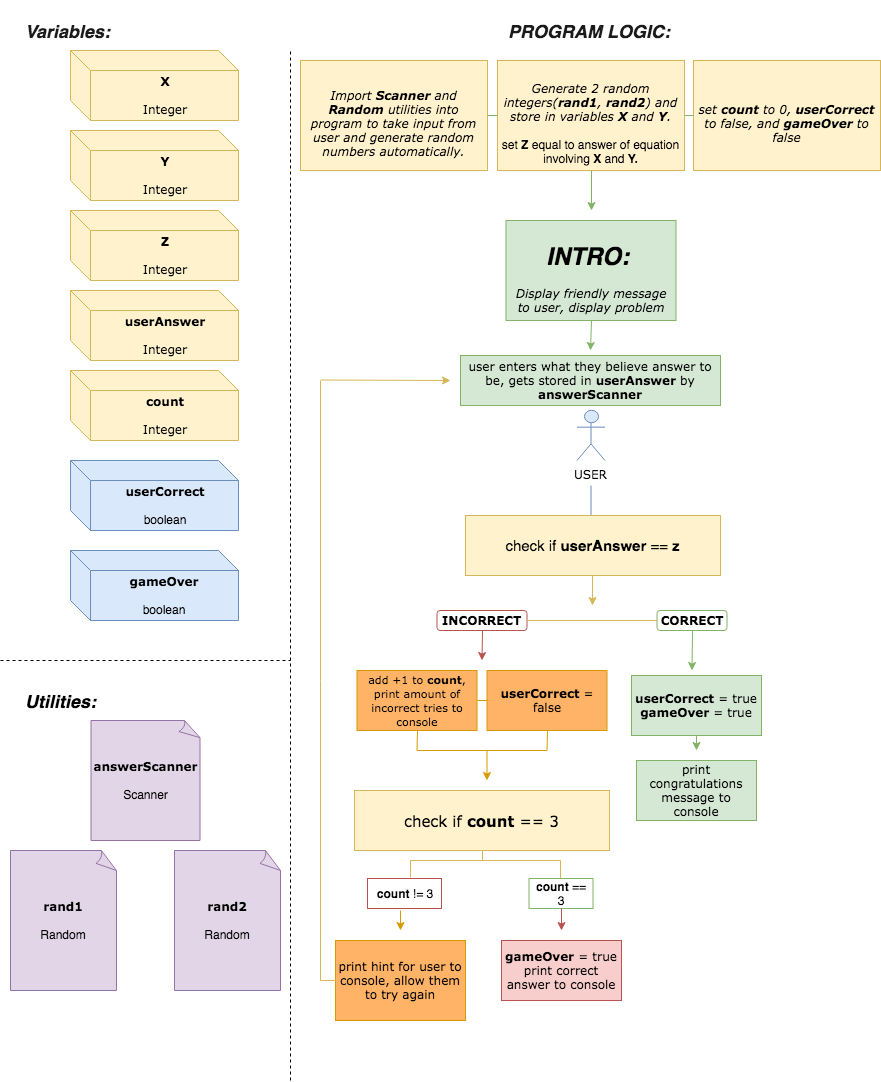 Variables:
X
Integer
Y
Integer
Z
Integer
userAnswer
Integer
count
Integer
userCorrect
boolean
gameOver
boolean
Utilities:
answerScanner
Scanner
rand1
Random
rand2
Random
PROGRAM LOGIC:
Import Scanner and
Random utilities into
program to take input from
user and generate random
numbers automatically.
Generate 2 random
integers(rand1, rand2) and
store in variables X and Y.
set Z equal to answer of equation
involving X and Y.
set count to 0, userCorrect
to false, and gameOver to
false
INTRO:
Display friendly message
to user, display problem
user enters what they believe answer to
be, gets stored in userAnswer by
answerScanner
USER
check if userAnswer == z
INCORRECT
CORRECT
add +1 to count,
print amount of
incorrect tries to
console
userCorrect =
false
userCorrect = true
gameOver = true
print
congratulations
message to
console
check if count == 3
count != 3
count ==
3
print hint for user to
console, allow them
to try again
gameOver = true
print correct
answer to console